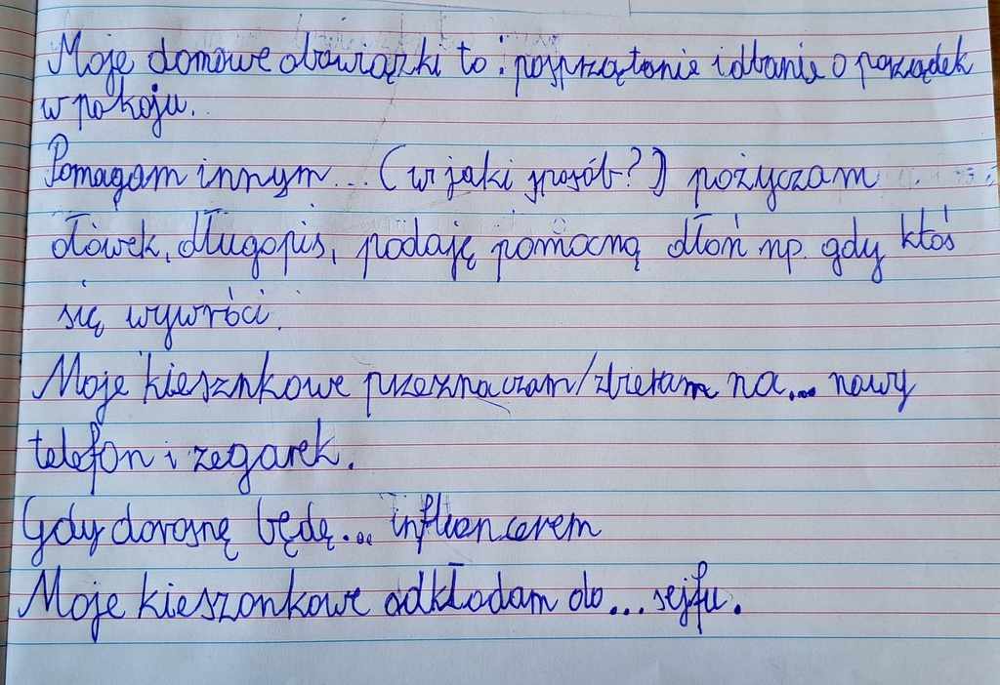 Moje domowe obowiązki to: posprzątanie i dbanie o porządek
w pokoju.
Pomagam innym... (w jaki sposób?) pożyczam
ołówek, długopis, podaję pomocną dłoń np. gdy ktoś
się wywróci.
Moje kiesznkowe przeznaczam/zbieram na... nowy
telefon i zegarek.
Gdy dorosnę będę... influencerem
Moje kieszonkowe odkładam do... sejfu.